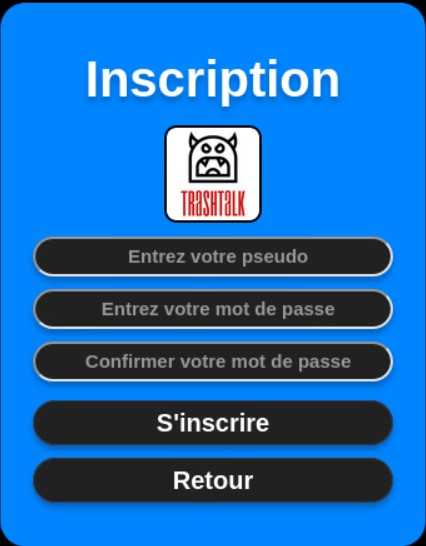 Inscription
TRASHTALK
Entrez votre pseudo
Entrez votre mot de passe
Confirmer votre mot de passe
S'inscrire
Retour